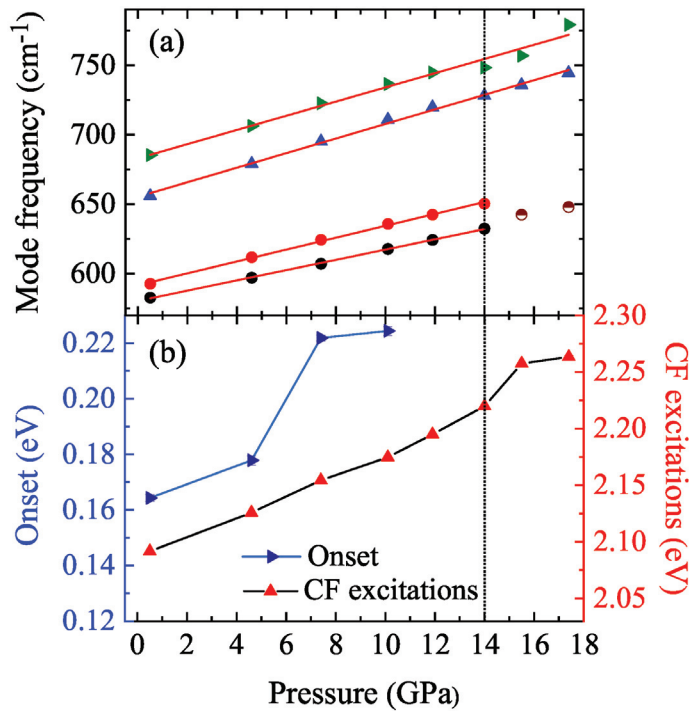 (a)
Mode frequency (cm⁻¹)
750
700
650
600
(b)
Onset (eV)
0.22
0.20
0.18
0.16
0.14
0.12
2.30
2.25
2.20
2.15
2.10
2.05
CF excitations (eV)
Onset
CF excitations
0 2 4 6 8 10 12 14 16 18
Pressure (GPa)